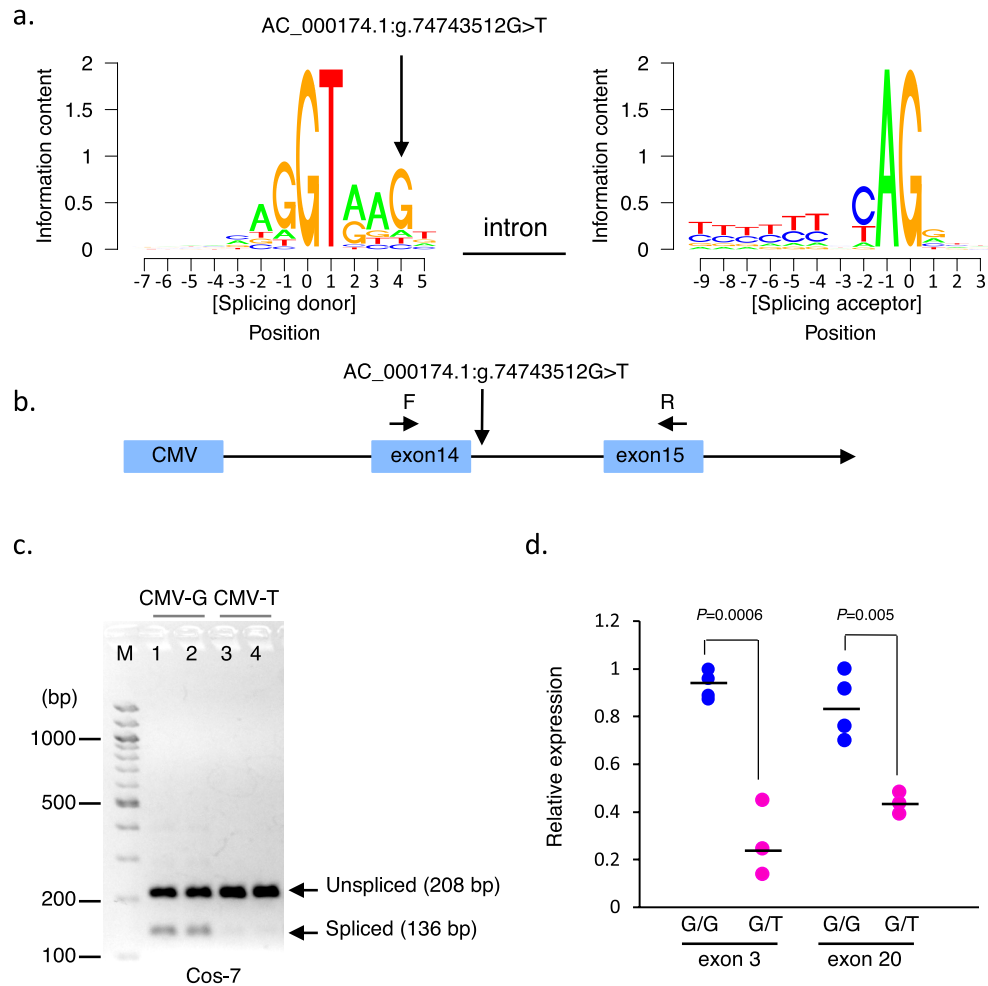 a.
AC_000174.1:g.74743512G>T
Information content
2
1.5
1
0.5
0
-7 -6 -5 -4 -3 -2 -1 0 1 2 3 4 5
[Splicing donor]
Position
intron
Information content
2
1.5
1
0.5
0
-9 -8 -7 -6 -5 -4 -3 -2 -1 0 1 2 3
[Splicing acceptor]
Position
b.
AC_000174.1:g.74743512G>T
F
R
CMV
exon14
exon15
c.
CMV-G CMV-T
M 1 2 3 4
(bp)
1000
500
200
100
Unspliced (208 bp)
Spliced (136 bp)
Cos-7
d.
P=0.0006
P=0.005
Relative expression
1.2
1
0.8
0.6
0.4
0.2
0
G/G G/T G/G G/T
exon 3 exon 20